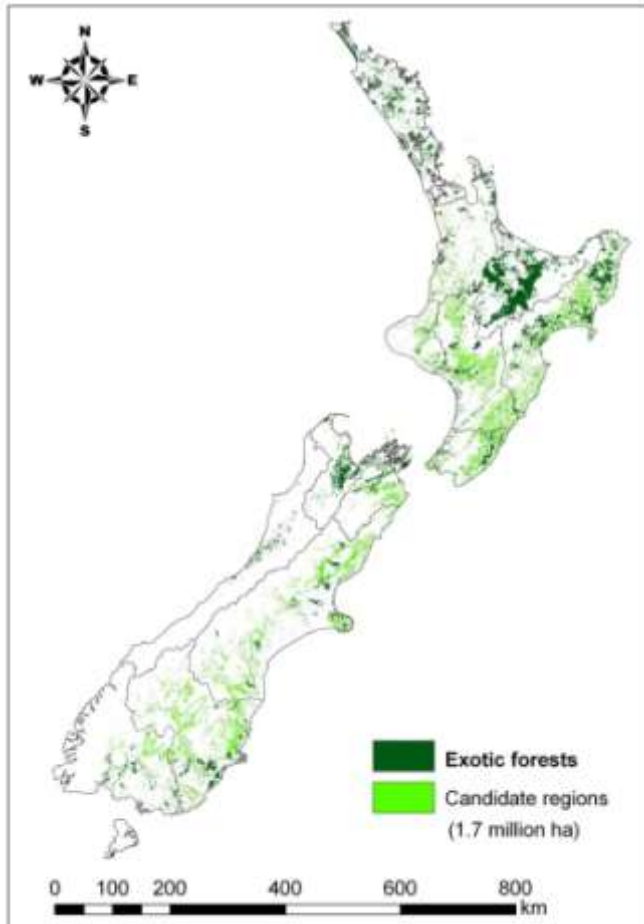 N
W E
S
Exotic forests
Candidate regions
(1.7 million ha)
0 100 200 400 600 800
km